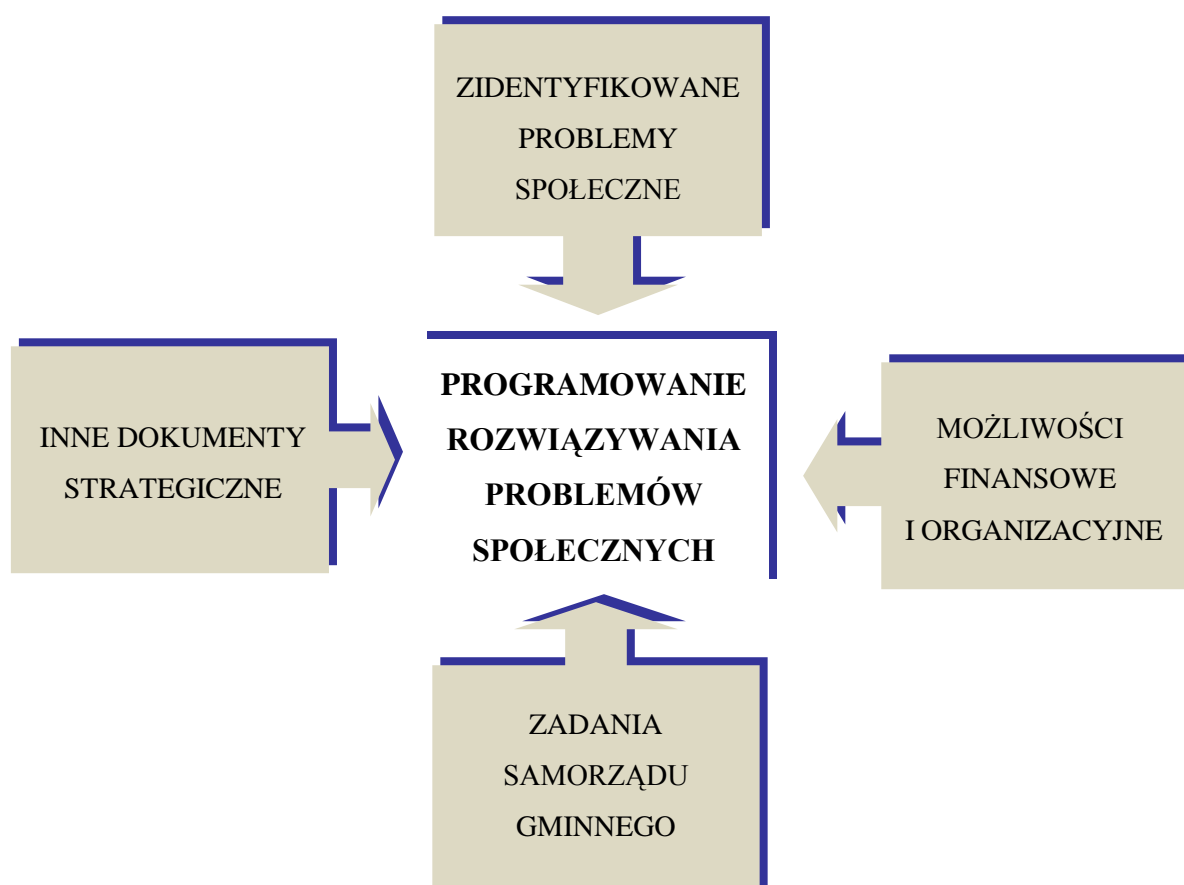 ZIDENTYFIKOWANE
PROBLEMY
SPOŁECZNE
INNE DOKUMENTY
STRATEGICZNE
PROGRAMOWANIE
ROZWIĄZYWANIA
PROBLEMÓW
SPOŁECZNYCH
MOŻLIWOŚCI
FINANSOWE
I ORGANIZACYJNE
ZADANIA
SAMORZĄDU
GMINNEGO